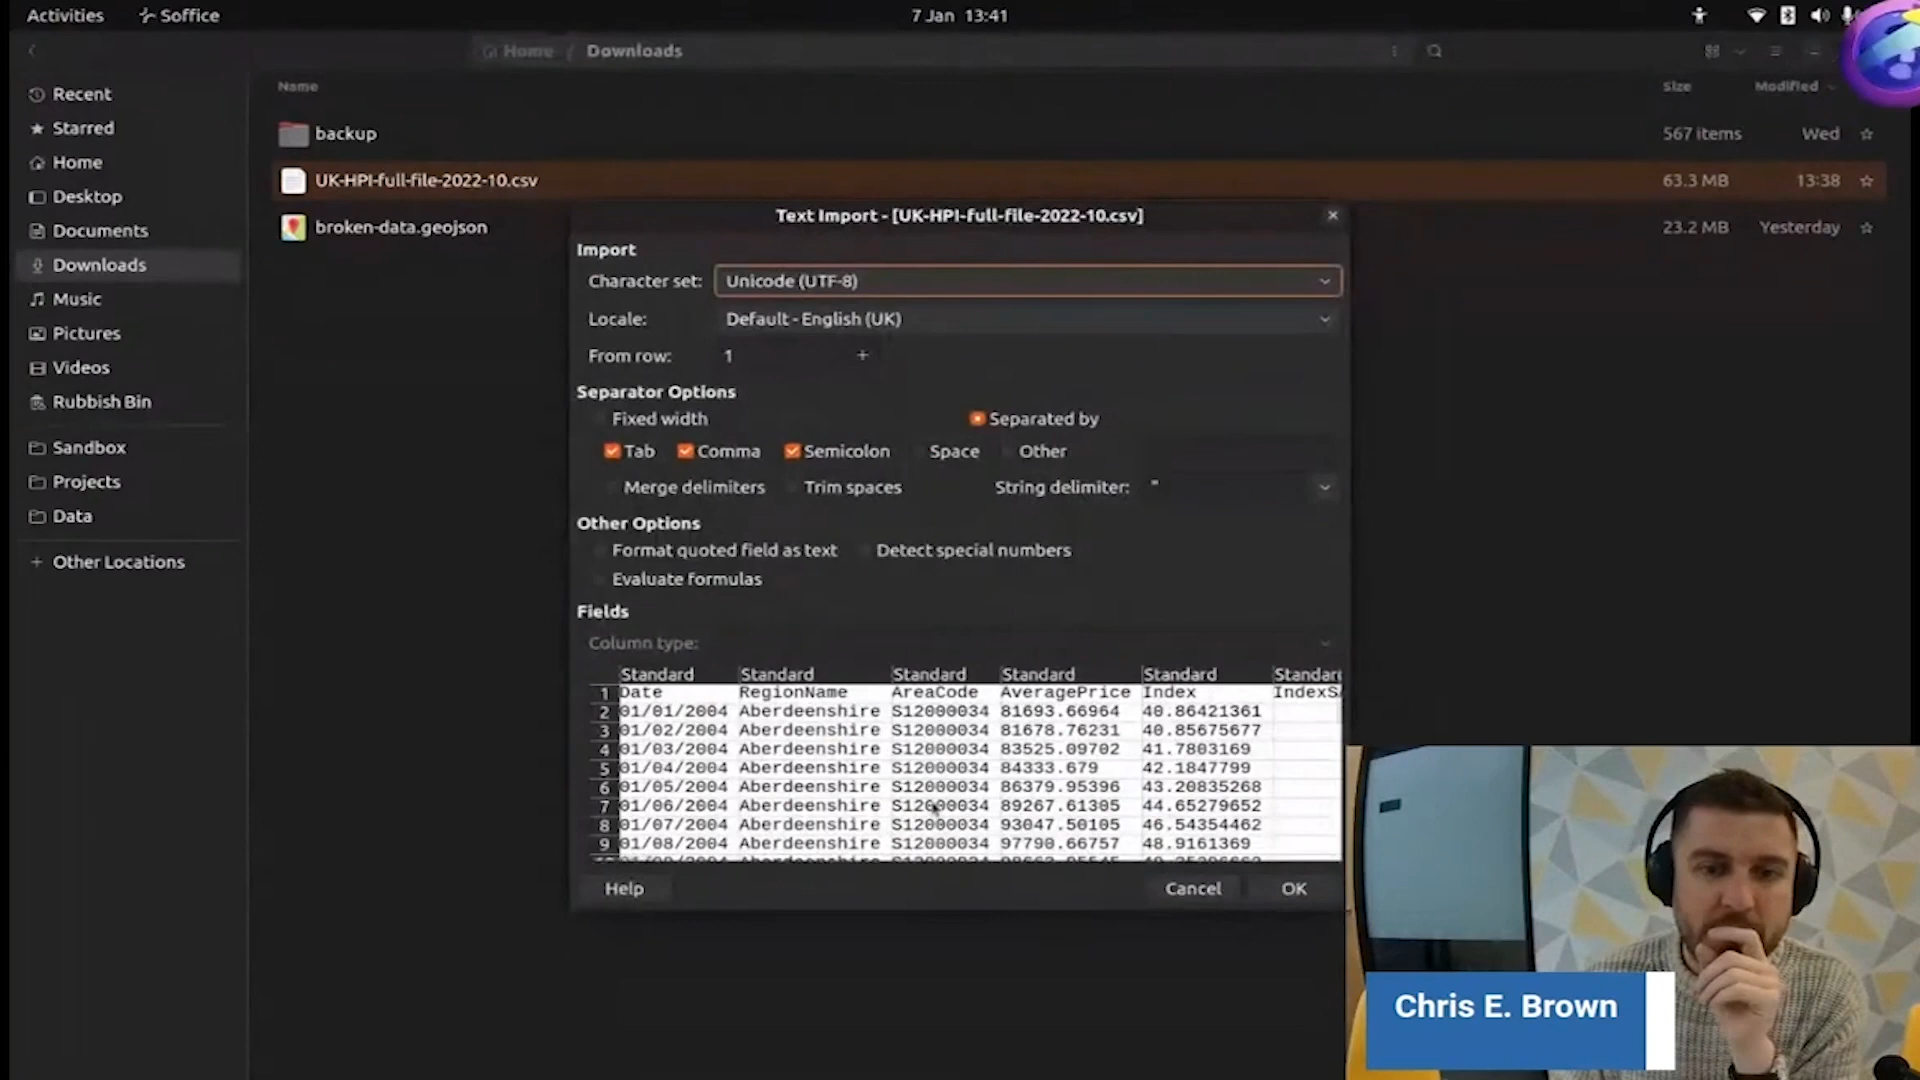 Activities Soffice 7 Jan 13:41
Home / Downloads
Name Size Modified
Recent
Starred
Home
Desktop
Documents
Downloads
Music
Pictures
Videos
Rubbish Bin
Sandbox
Projects
Data
+ Other Locations
backup 567 items Wed
UK-HPI-full-file-2022-10.csv 63.3 MB 13:38
broken-data.geojson 23.2 MB Yesterday
Text Import - [UK-HPI-full-file-2022-10.csv]
Import
Character set: Unicode (UTF-8)
Locale: Default - English (UK)
From row: 1 +
Separator Options
Fixed width Separated by
Tab Comma Semicolon Space Other
Merge delimiters Trim spaces String delimiter: "
Other Options
Format quoted field as text Detect special numbers
Evaluate formulas
Fields
Column type:
Standard Standard Standard Standard Standard Standard
1 Date RegionName AreaCode AveragePrice Index IndexSA
2 01/01/2004 Aberdeenshire S12000034 81693.66964 40.86421361
3 01/02/2004 Aberdeenshire S12000034 81678.76231 40.85675677
4 01/03/2004 Aberdeenshire S12000034 83525.09702 41.7803169
5 01/04/2004 Aberdeenshire S12000034 84333.679 42.1847799
6 01/05/2004 Aberdeenshire S12000034 86379.95396 43.20835268
7 01/06/2004 Aberdeenshire S12000034 89267.61305 44.65279652
8 01/07/2004 Aberdeenshire S12000034 93047.50105 46.54354462
9 01/08/2004 Aberdeenshire S12000034 97790.66757 48.9161369
Help Cancel OK
Chris E. Brown